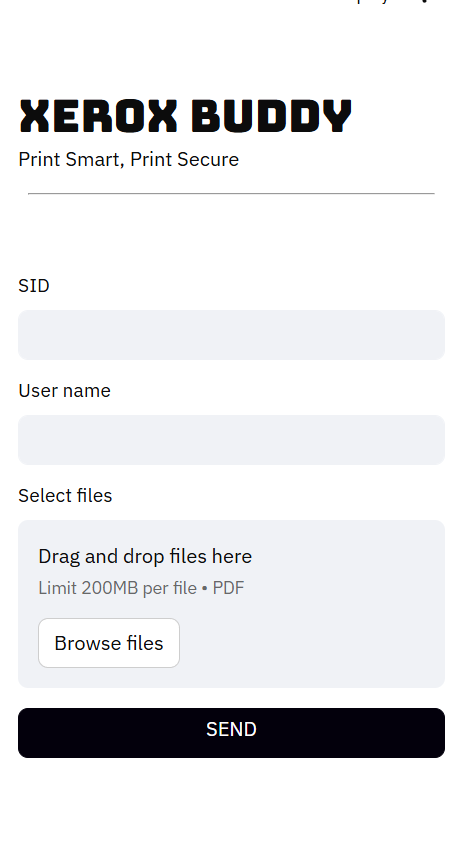 XEROX BUDDY
Print Smart, Print Secure
SID
User name
Select files
Drag and drop files here
Limit 200MB per file • PDF
Browse files
SEND